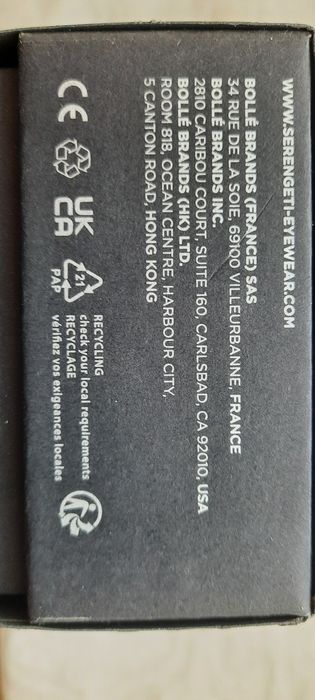 WWW.SERENGETI-EYEWEAR.COM
BOLLÉ BRANDS (FRANCE) SAS
34 RUE DE LA SOIE, 69100 VILLEURBANNE, FRANCE
BOLLÉ BRANDS INC.
2810 CARIBOU COURT, SUITE 160, CARLSBAD, CA 92010, USA
BOLLÉ BRANDS (HK) LTD.
ROOM 818, OCEAN CENTRE, HARBOUR CITY,
5 CANTON ROAD, HONG KONG
CE
UK
CA
21
PAP
RECYCLING
check your local requirements
RECYCLAGE
vérifiez vos exigeances locales